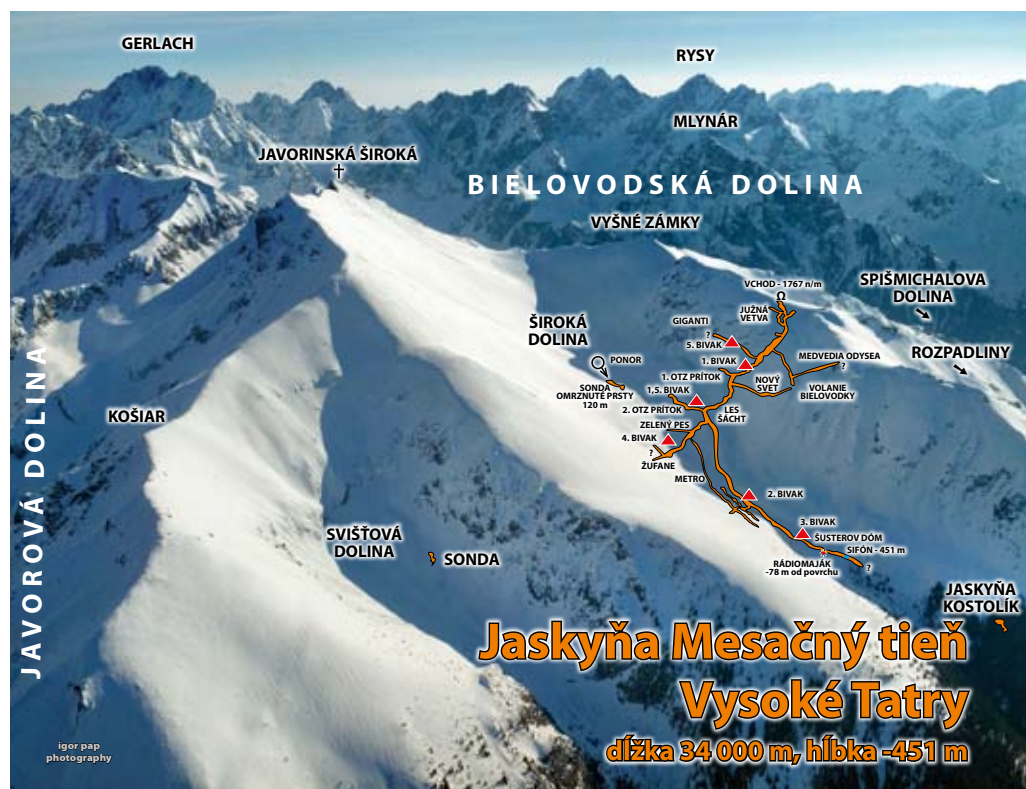 GERLACH
RYSY
MLYNÁR
JAVORINSKÁ ŠIROKÁ
BIELOVODSKÁ DOLINA
VYŠNÉ ZÁMKY
VCHOD - 1767 n/m
Ω
SPIŠMICHALOVA
DOLINA
JUŽNÁ
VETVA
GIGANTI
?
5. BIVAK
ŠIROKÁ
DOLINA
ROZPADLINY
MEDVEDIA ODYSEA
?
1. BIVAK
PONOR
1. OTZ PRÍTOK
NOVÝ
SVET
VOLANIE
BIELOVODKY
SONDA
OMRZNUTÉ PRSTY
120 m
1,5. BIVAK
2. OTZ PRÍTOK
LES
ŠÁCHT
KOŠIAR
ZELENÝ PES
4. BIVAK
?
ŽUFANE
METRO
2. BIVAK
3. BIVAK
ŠUSTEROV DÓM
SIFÓN - 451 m
?
RÁDIOMAJÁK
-78 m od povrchu
JAVOROVÁ DOLINA
SVIŠŤOVÁ
DOLINA
SONDA
JASKYŇA
KOSTOLÍK
Jaskyňa Mesačný tieň
Vysoké Tatry
dĺžka 34 000 m, hĺbka -451 m
igor pap
photography